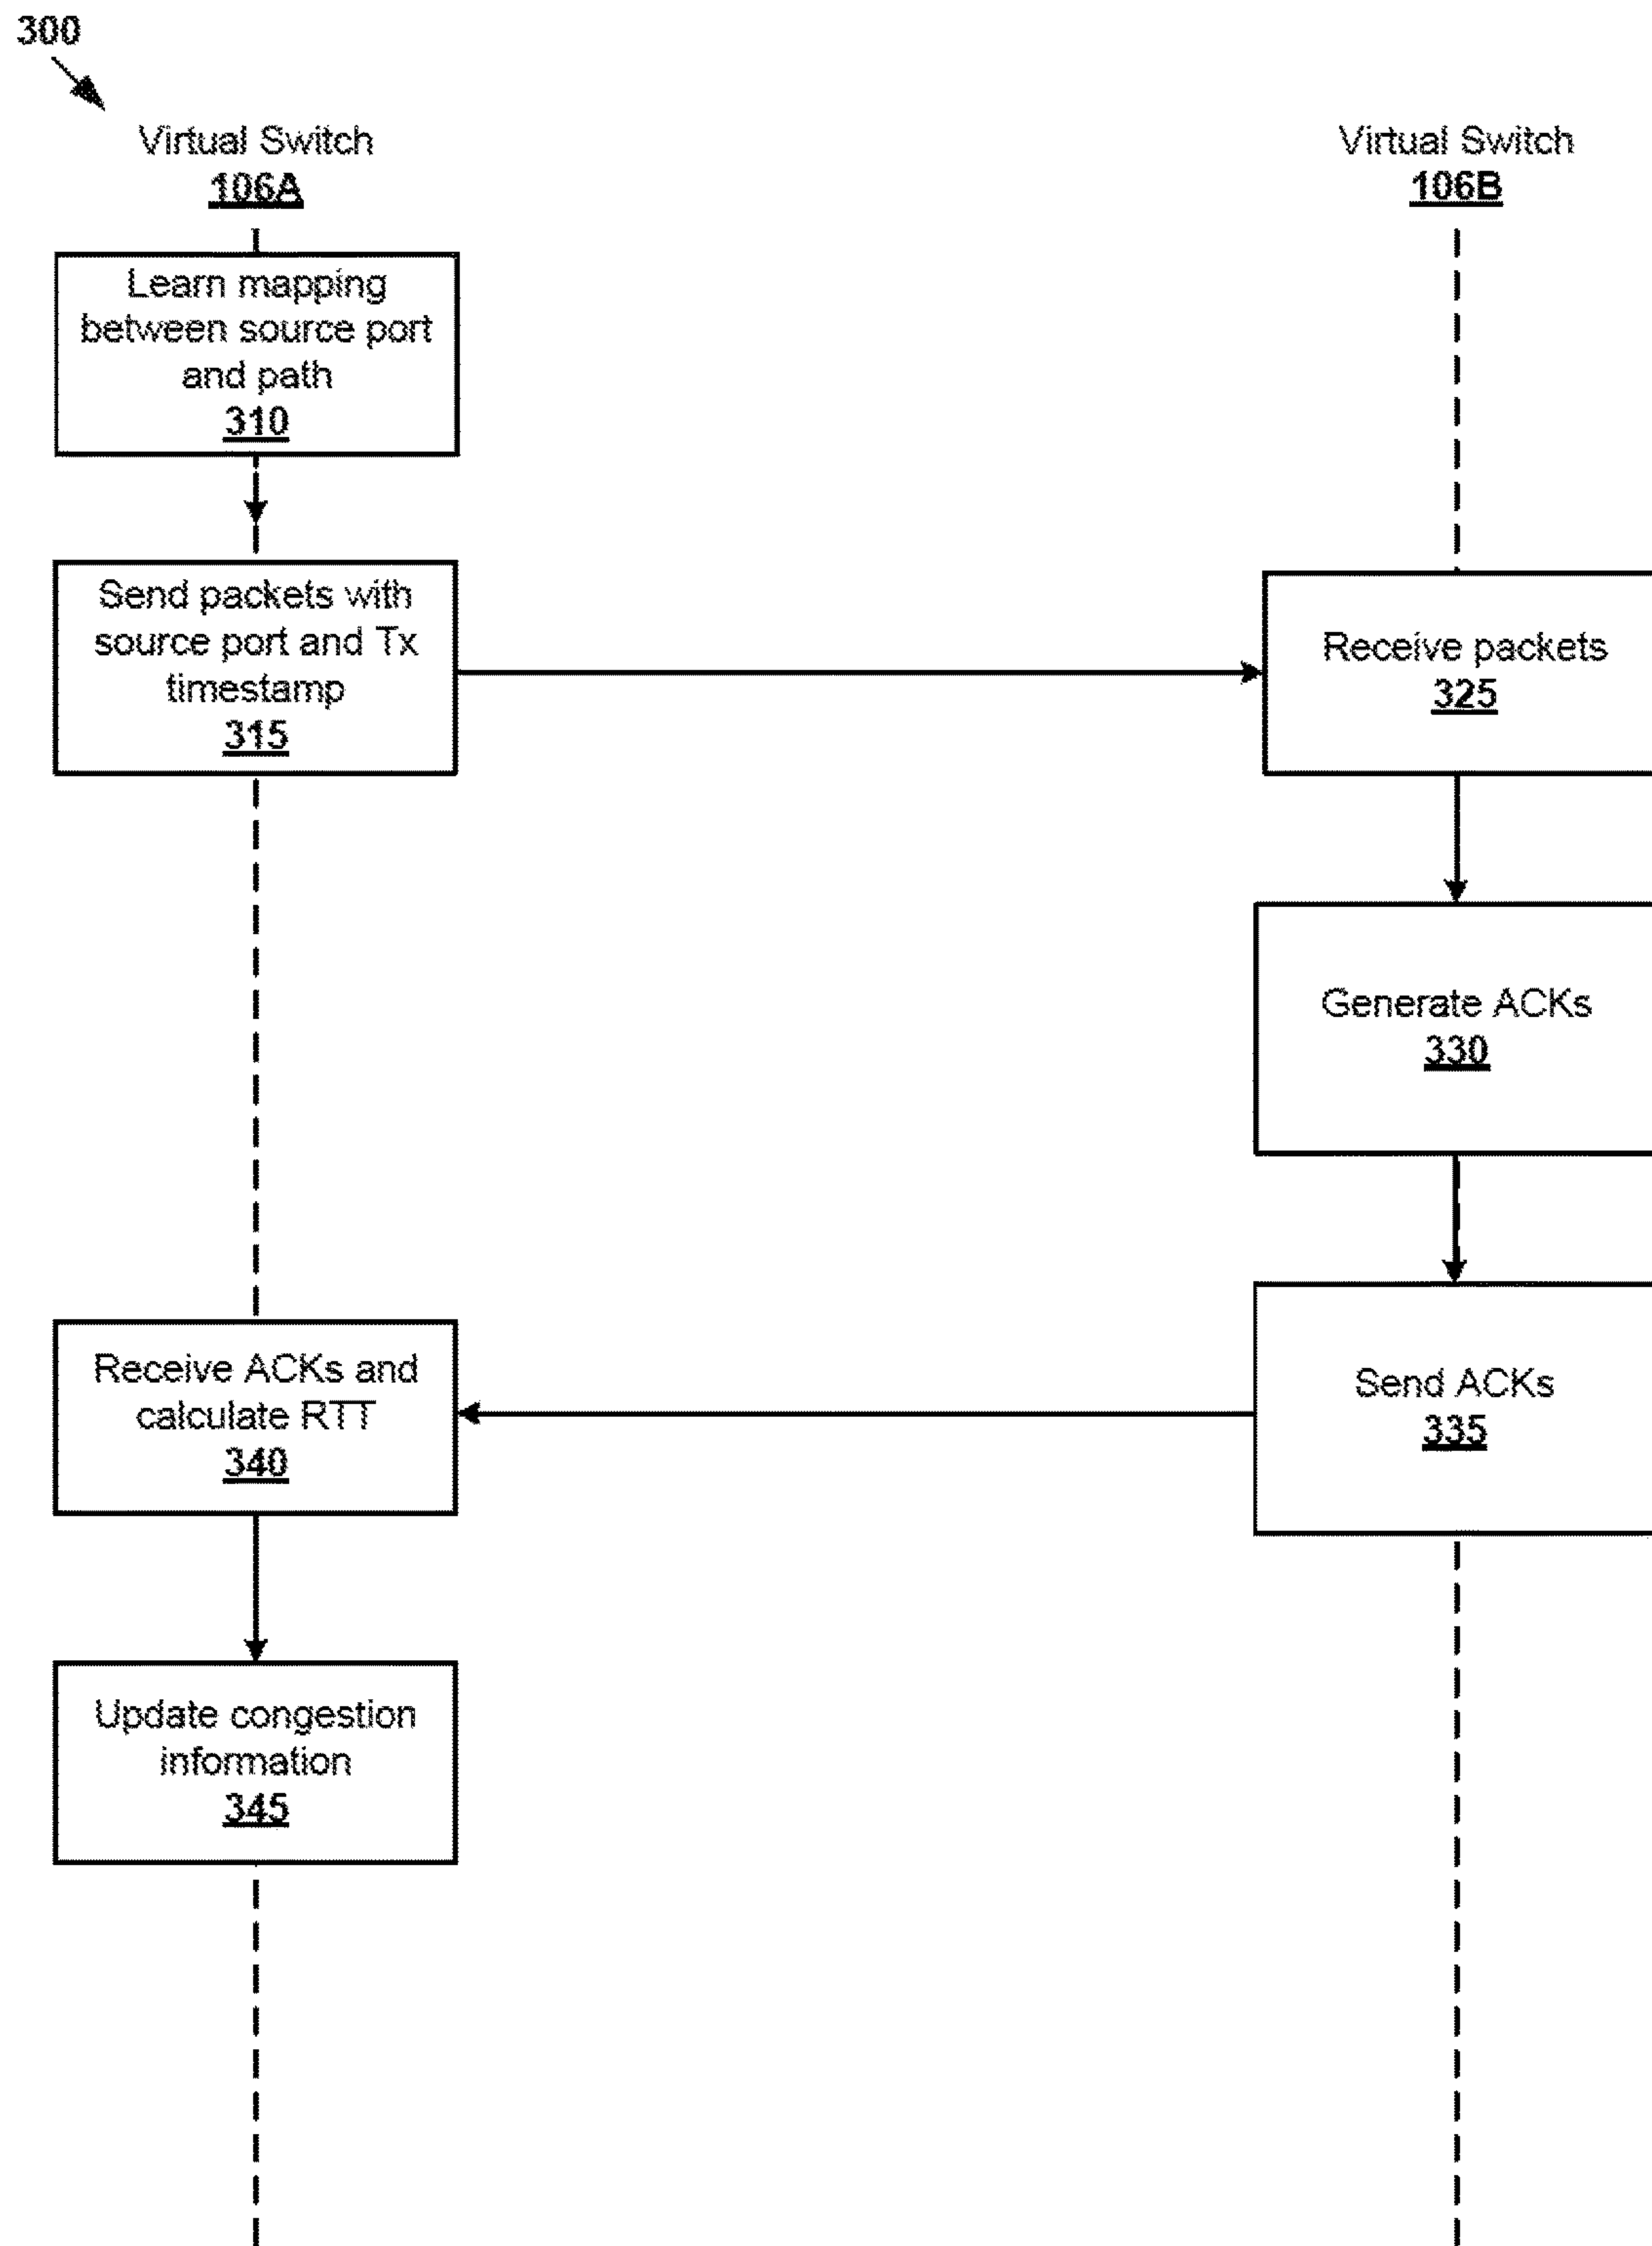 300
Virtual Switch
106A
Virtual Switch
106B
Learn mapping
between source port
and path
310
Send packets with
source port and Tx
timestamp
315
Receive packets
325
Generate ACKs
330
Send ACKs
335
Receive ACKs and
calculate RTT
340
Update congestion
information
345